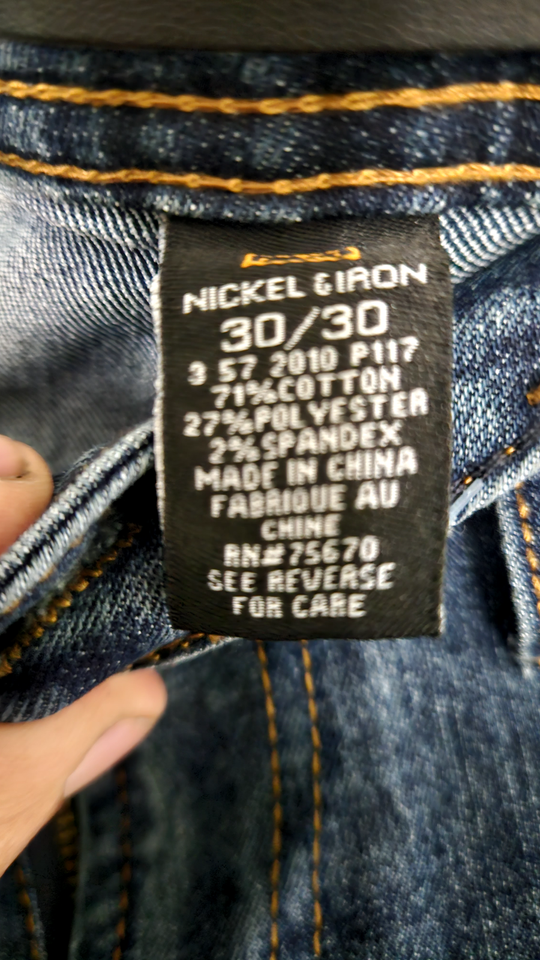 NICKEL & IRON
30/30
3 57 2010 P117
71%COTTON
27%POLYESTER
2%SPANDEX
MADE IN CHINA
FABRIQUE AU
CHINE
RN#75670
SEE REVERSE
FOR CARE